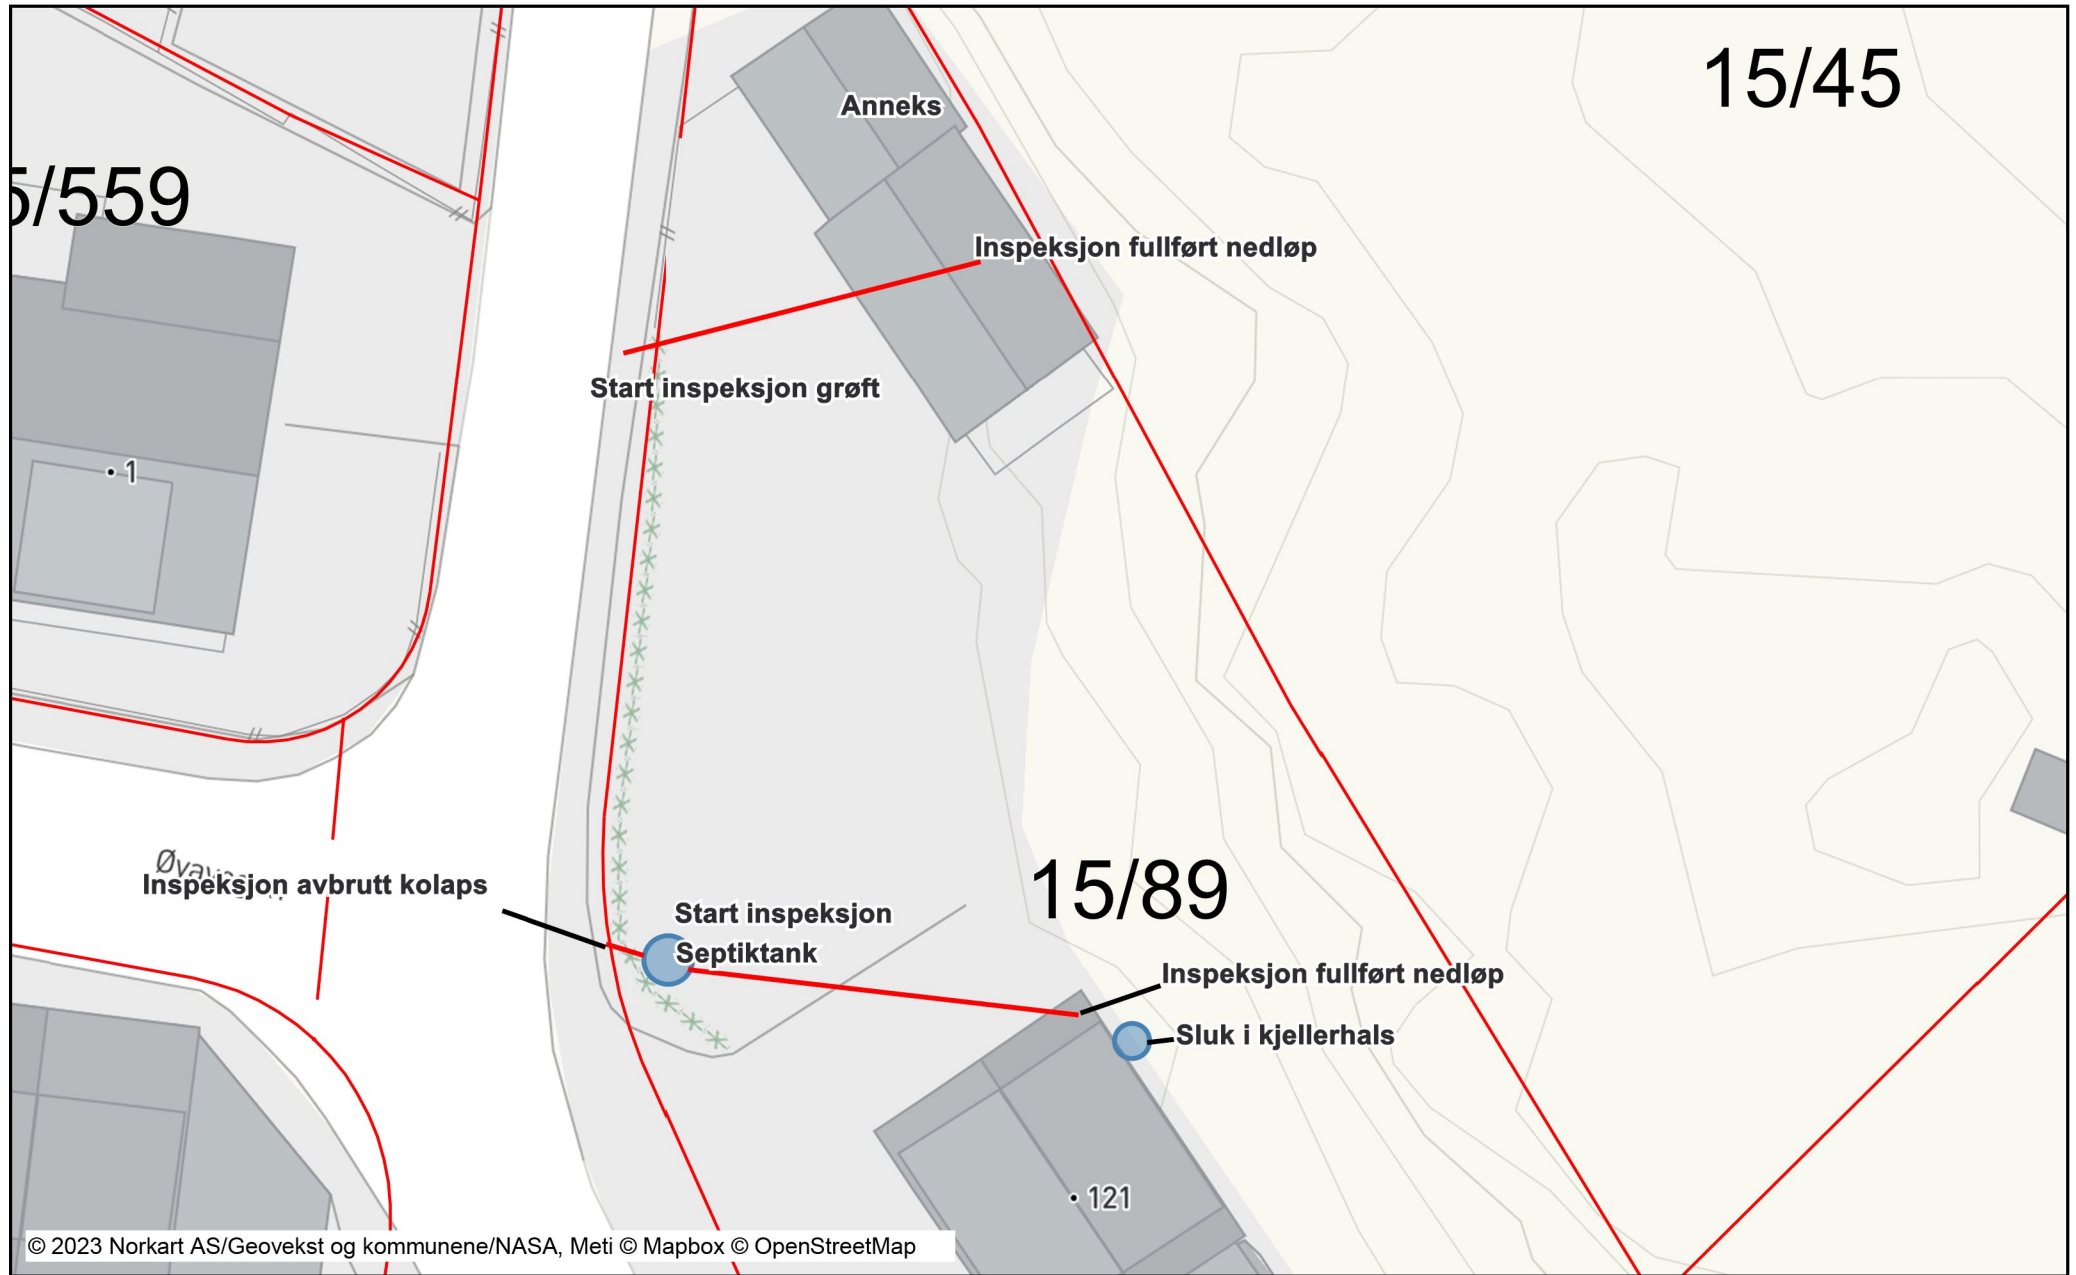 15/45
Anneks
5/559
Inspeksjon fullført nedløp
Start inspeksjon grøft
1
15/89
Inspeksjon avbrutt kolaps
Start inspeksjon
Septiktank
Inspeksjon fullført nedløp
Sluk i kjellerhals
121
© 2023 Norkart AS/Geovekst og kommunene/NASA, Meti © Mapbox © OpenStreetMap